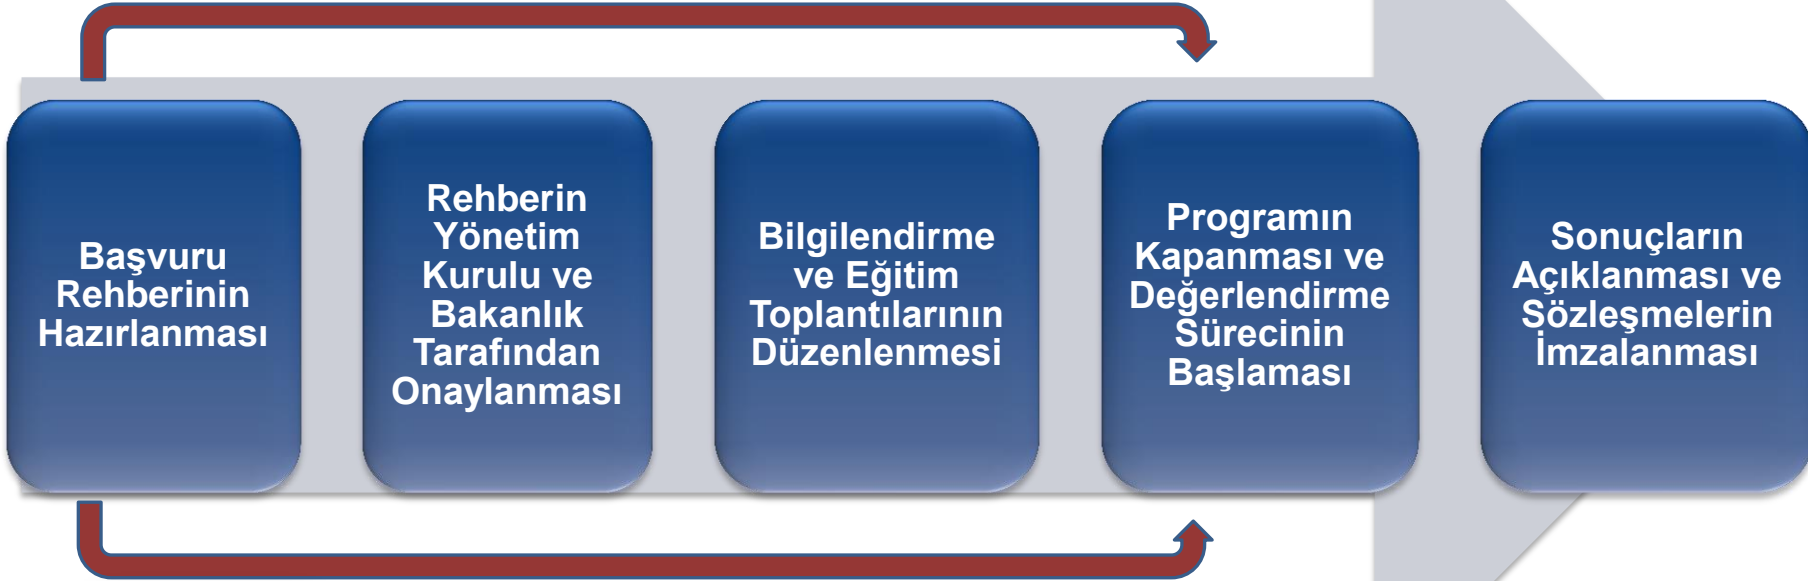 Başvuru
Rehberinin
Hazırlanması
Rehberin
Yönetim
Kurulu ve
Bakanlık
Tarafından
Onaylanması
Bilgilendirme
ve Eğitim
Toplantılarının
Düzenlenmesi
Programın
Kapanması ve
Değerlendirme
Sürecinin
Başlaması
Sonuçların
Açıklanması ve
Sözleşmelerin
İmzalanması